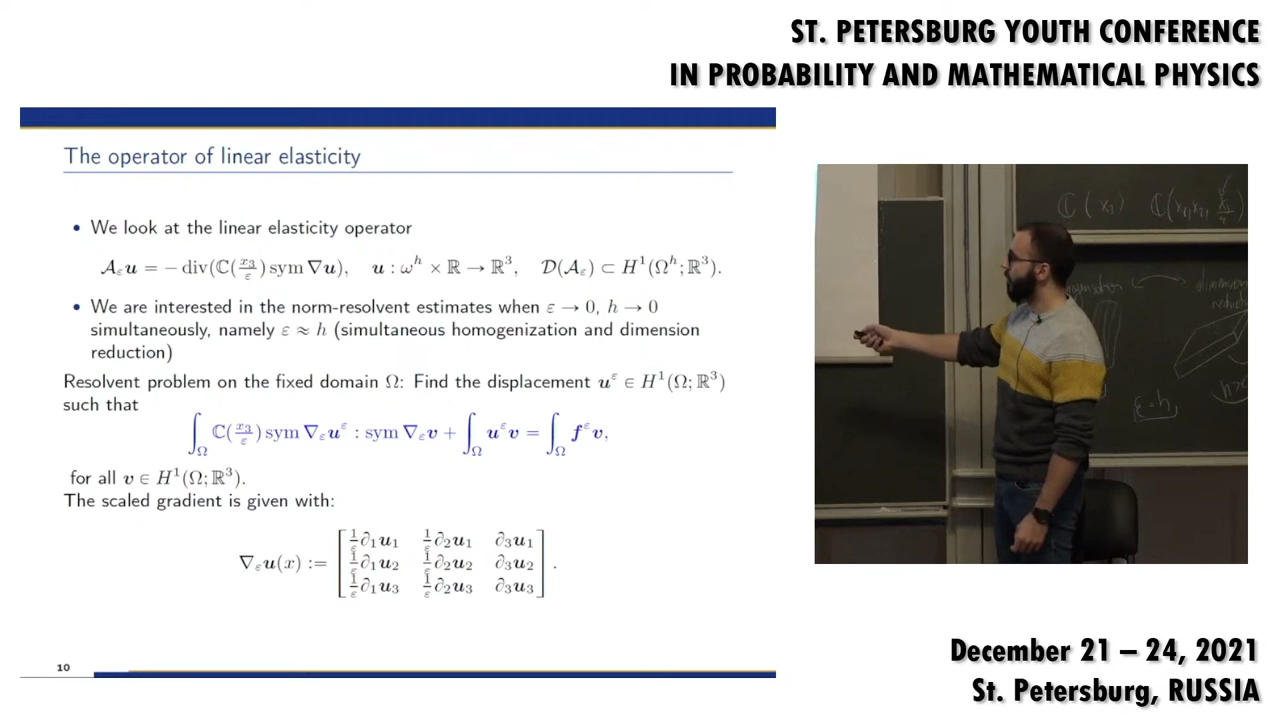 ST. PETERSBURG YOUTH CONFERENCE
IN PROBABILITY AND MATHEMATICAL PHYSICS
The operator of linear elasticity
• We look at the linear elasticity operator
𝒜_ε u = − div(ℂ(x₃/ε) sym ∇u), u : ω^h × ℝ → ℝ³, 𝒟(𝒜_ε) ⊂ H¹(Ω^h; ℝ³).
• We are interested in the norm-resolvent estimates when ε → 0, h → 0
simultaneously, namely ε ≈ h (simultaneous homogenization and dimension
reduction)
Resolvent problem on the fixed domain Ω: Find the displacement u^ε ∈ H¹(Ω; ℝ³)
such that
∫_Ω ℂ(x₃/ε) sym ∇_ε u^ε : sym ∇_ε v + ∫_Ω u^ε v = ∫_Ω f^ε v,
for all v ∈ H¹(Ω; ℝ³).
The scaled gradient is given with:
∇_ε u(x) := [ 1/ε ∂₁u₁ 1/ε ∂₂u₁ ∂₃u₁
1/ε ∂₁u₂ 1/ε ∂₂u₂ ∂₃u₂
1/ε ∂₁u₃ 1/ε ∂₂u₃ ∂₃u₃ ] .
10
ℂ(x₃)
ε=h
December 21 – 24, 2021
St. Petersburg, RUSSIA